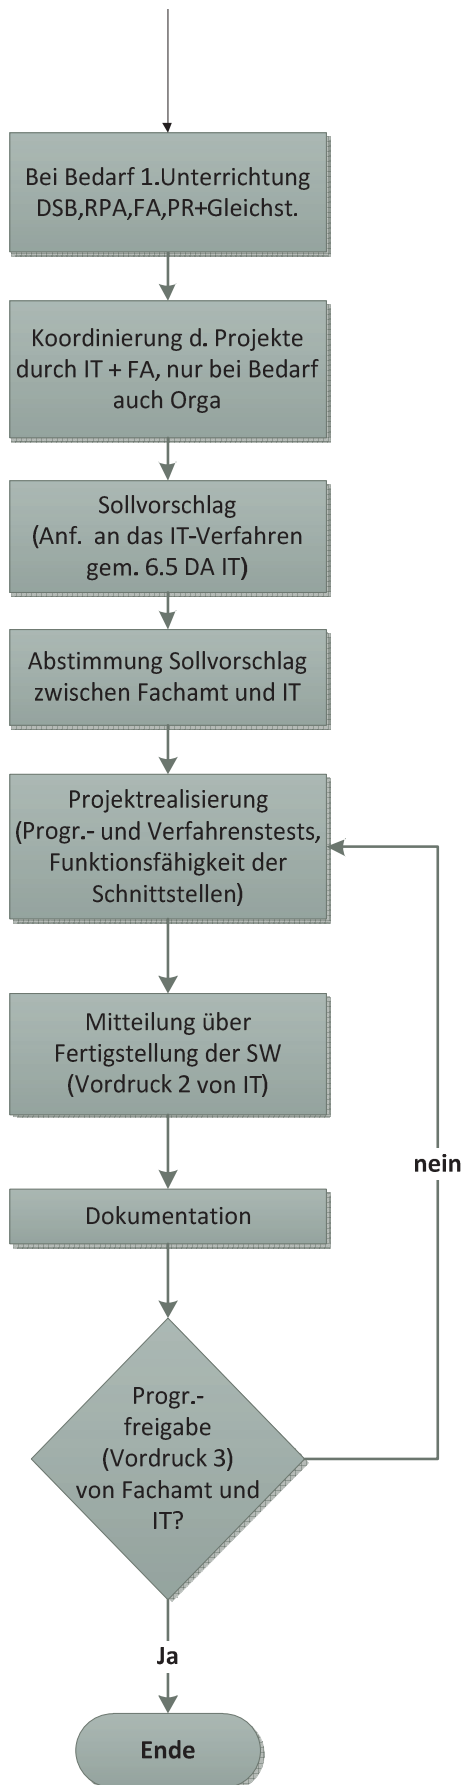 Bei Bedarf 1.Unterrichtung
DSB,RPA,FA,PR+Gleichst.
Koordinierung d. Projekte
durch IT + FA, nur bei Bedarf
auch Orga
Sollvorschlag
(Anf. an das IT-Verfahren
gem. 6.5 DA IT)
Abstimmung Sollvorschlag
zwischen Fachamt und IT
Projektrealisierung
(Progr.- und Verfahrenstests,
Funktionsfähigkeit der
Schnittstellen)
Mitteilung über
Fertigstellung der SW
(Vordruck 2 von IT)
nein
Dokumentation
Progr.-
freigabe
(Vordruck 3)
von Fachamt und
IT?
Ja
Ende